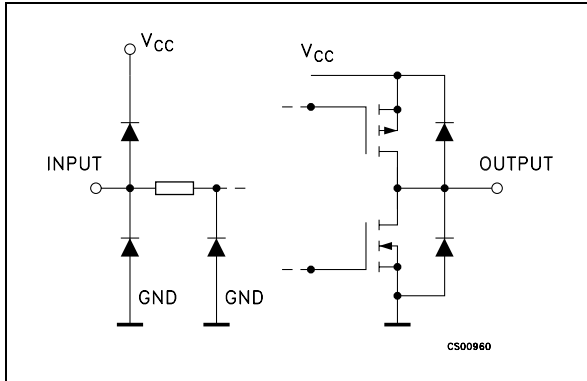 VCC
VCC
INPUT
OUTPUT
GND
GND
CS00960